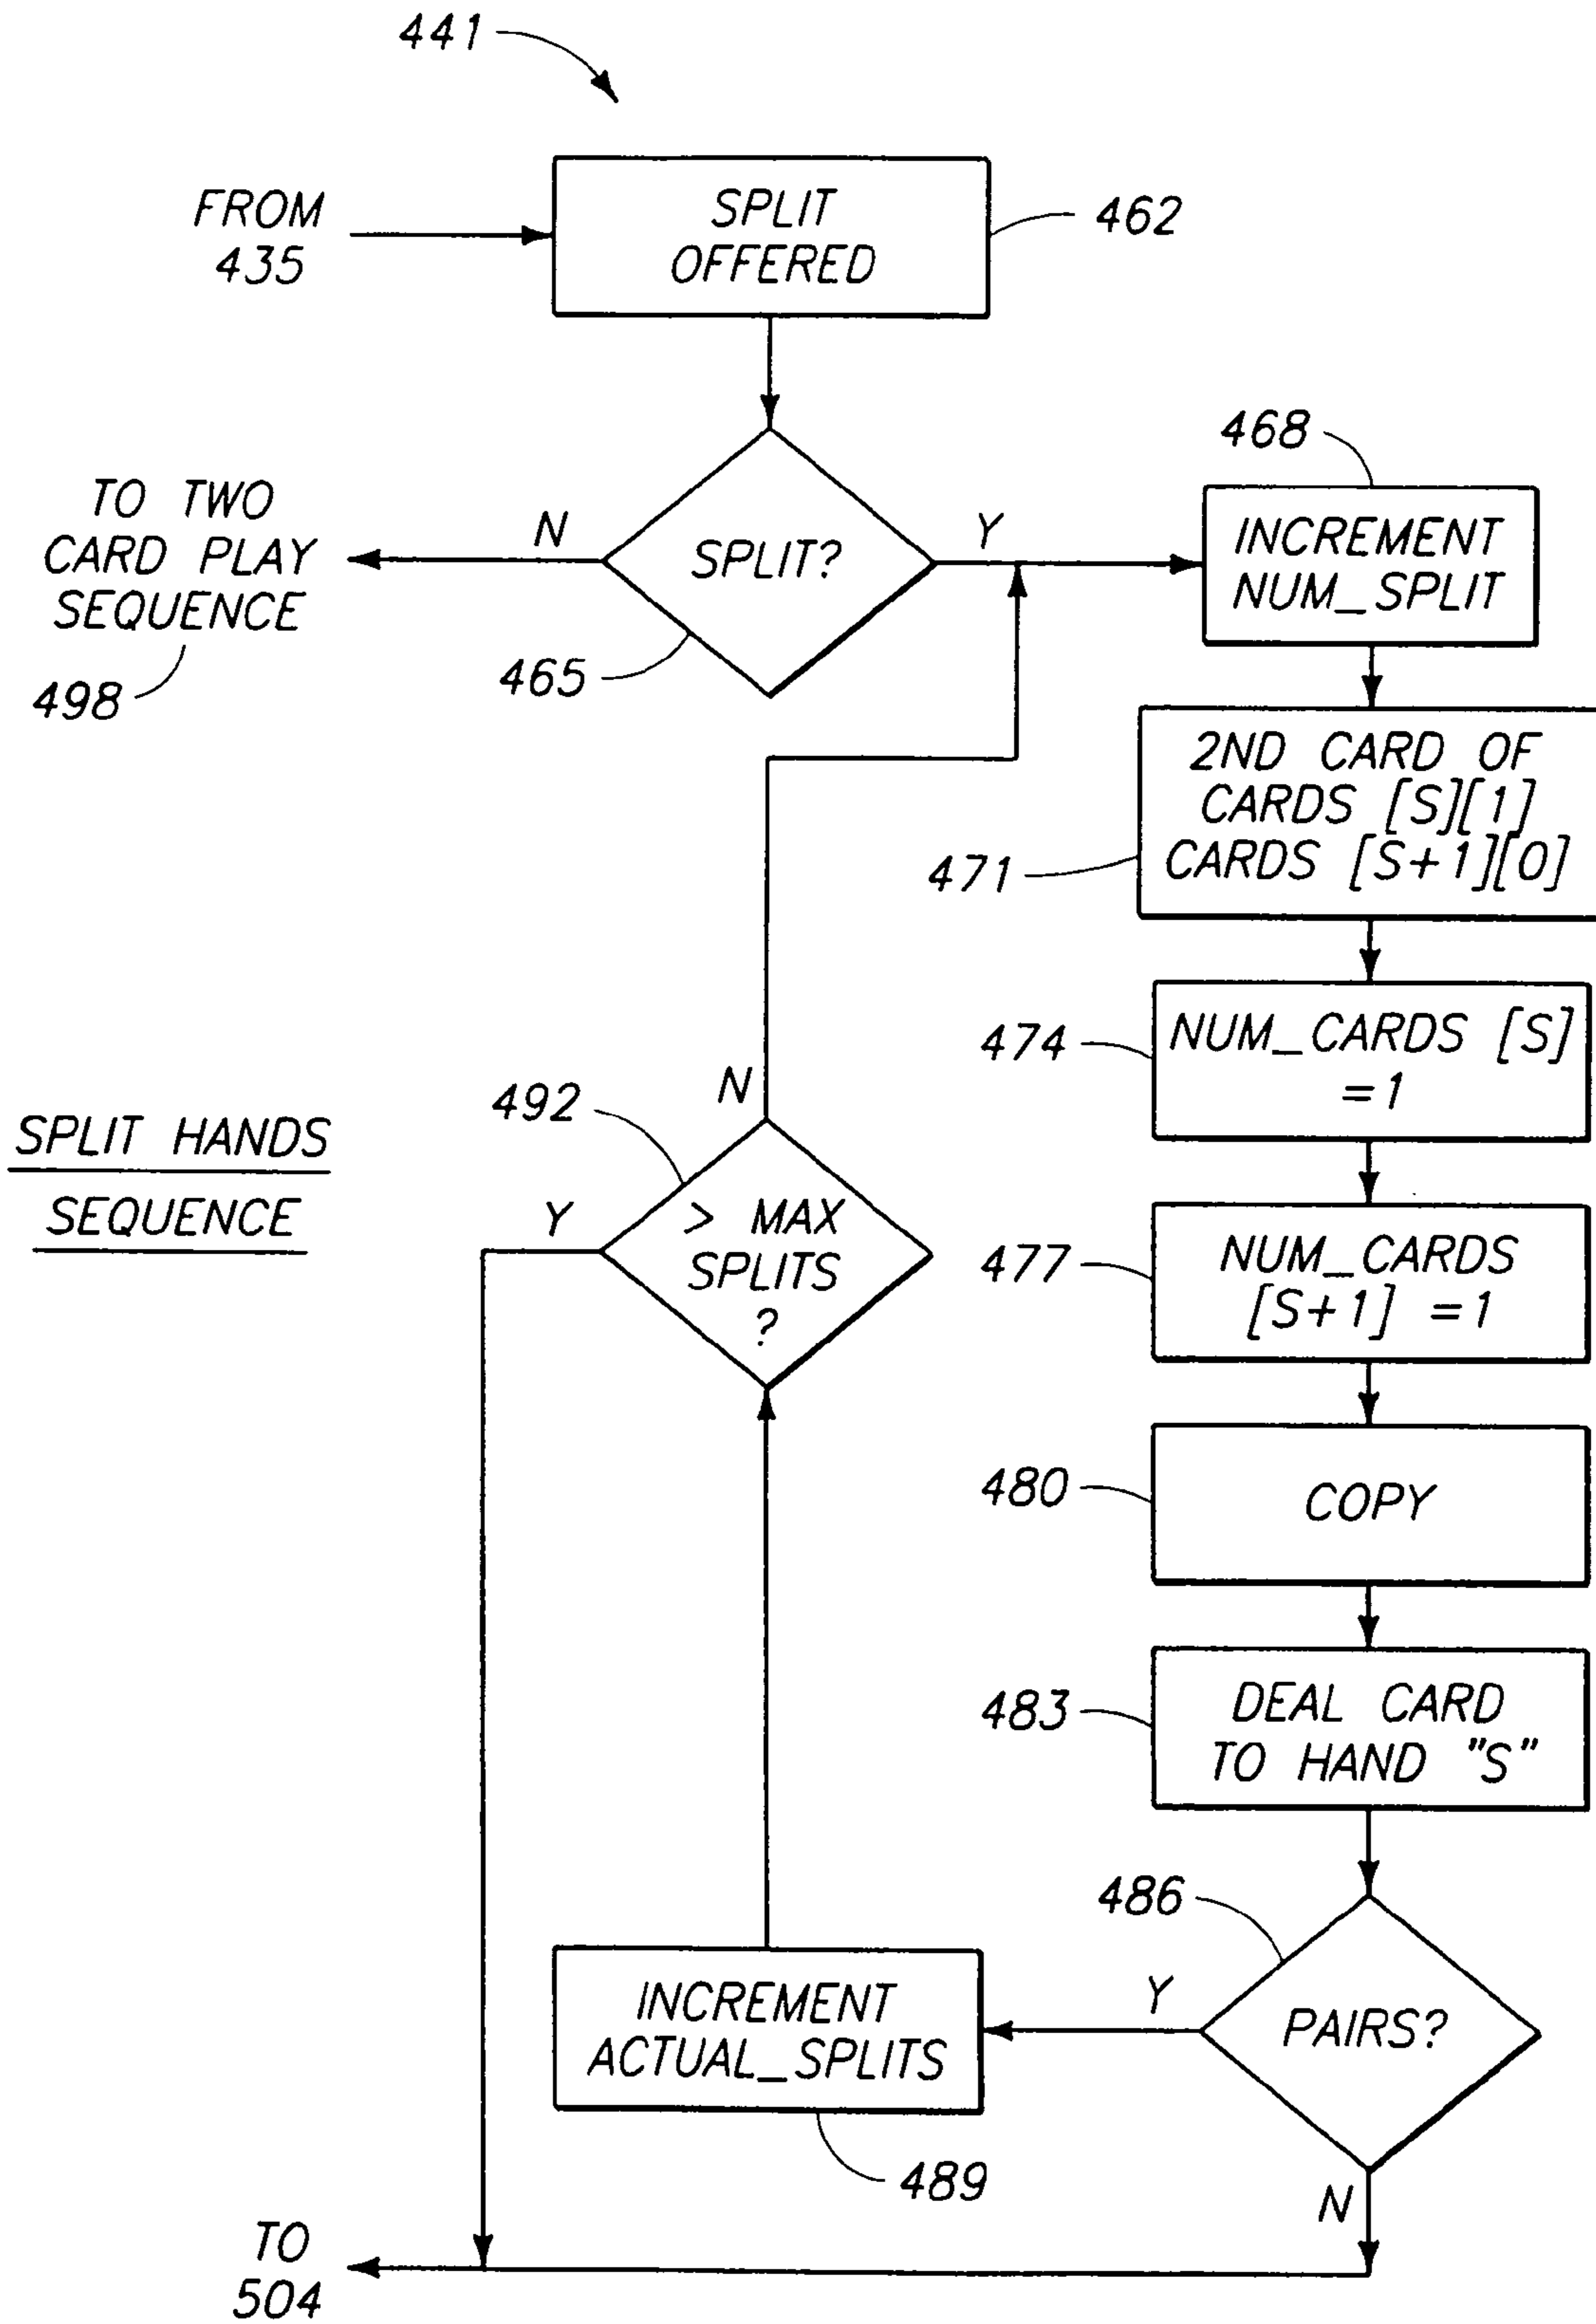 441
FROM
435
SPLIT
OFFERED
462
TO TWO
CARD PLAY
SEQUENCE
498
N
SPLIT?
Y
465
468
INCREMENT
NUM_SPLIT
2ND CARD OF
CARDS [S][1]
CARDS [S+1][0]
471
474
NUM_CARDS [S]
=1
477
NUM_CARDS
[S+1] =1
480
COPY
483
DEAL CARD
TO HAND "S"
486
PAIRS?
Y
N
INCREMENT
ACTUAL_SPLITS
489
492
N
Y
> MAX
SPLITS
?
SPLIT HANDS
SEQUENCE
TO
504